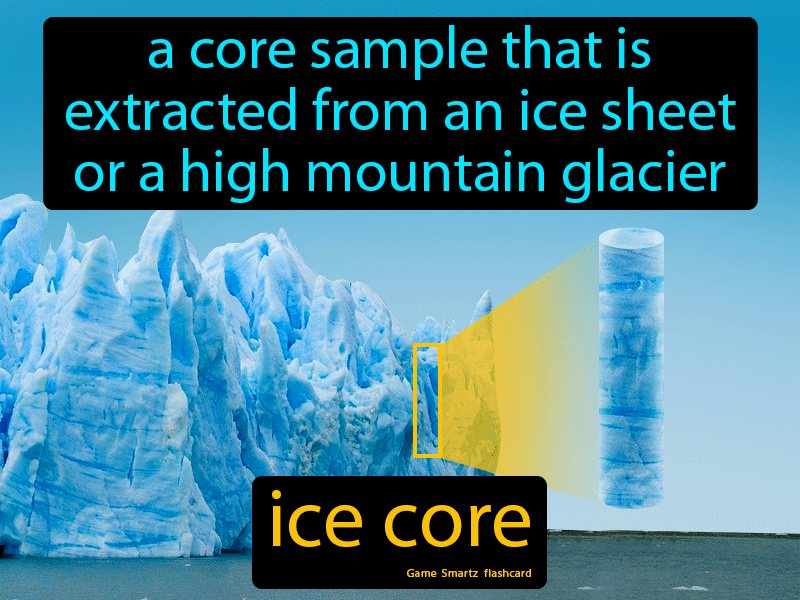 a core sample that is
extracted from an ice sheet
or a high mountain glacier
ice core
Game Smartz flashcard